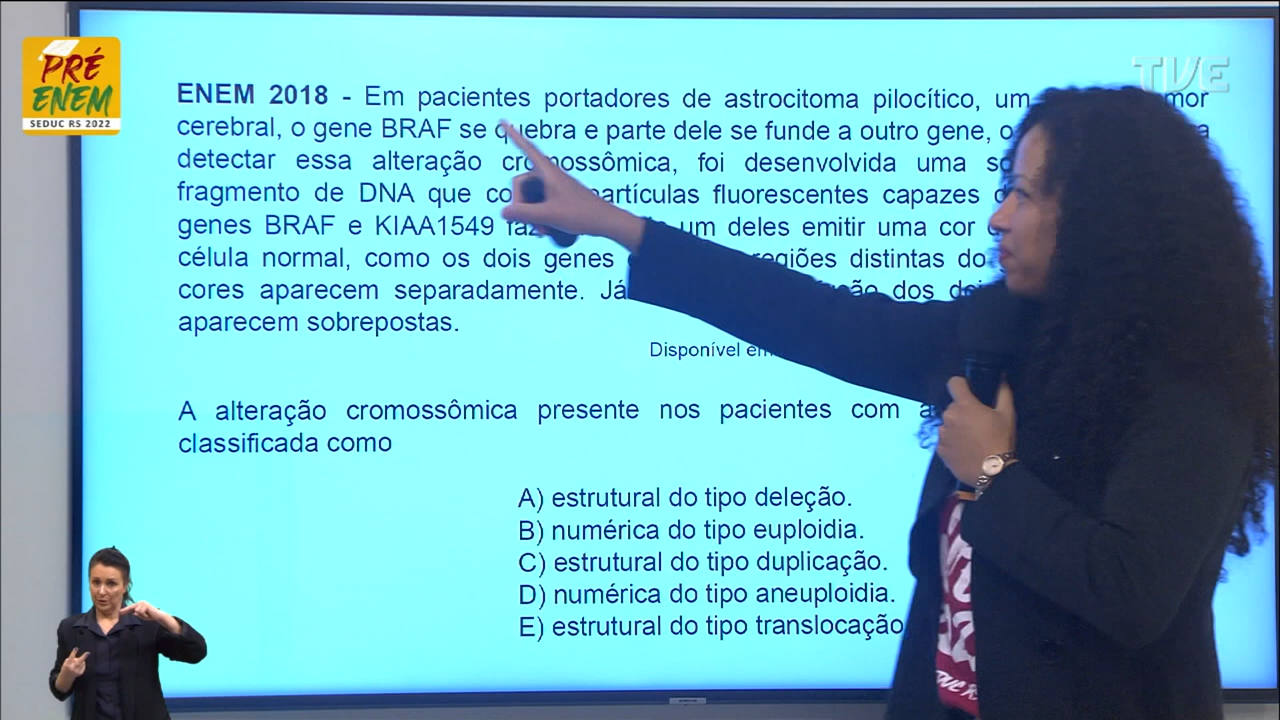 PRÉ
ENEM
SEDUC RS 2022
TVE
ENEM 2018 - Em pacientes portadores de astrocitoma pilocítico, um
cerebral, o gene BRAF se quebra e parte dele se funde a outro gene, o
detectar essa alteração cromossômica, foi desenvolvida uma
fragmento de DNA que partículas fluorescentes capazes
genes BRAF e KIAA1549 um deles emitir uma cor
célula normal, como os dois genes regiões distintas do
cores aparecem separadamente. Já dos
aparecem sobrepostas.
Disponível em
A alteração cromossômica presente nos pacientes com
classificada como
A) estrutural do tipo deleção.
B) numérica do tipo euploidia.
C) estrutural do tipo duplicação.
D) numérica do tipo aneuploidia.
E) estrutural do tipo translocação